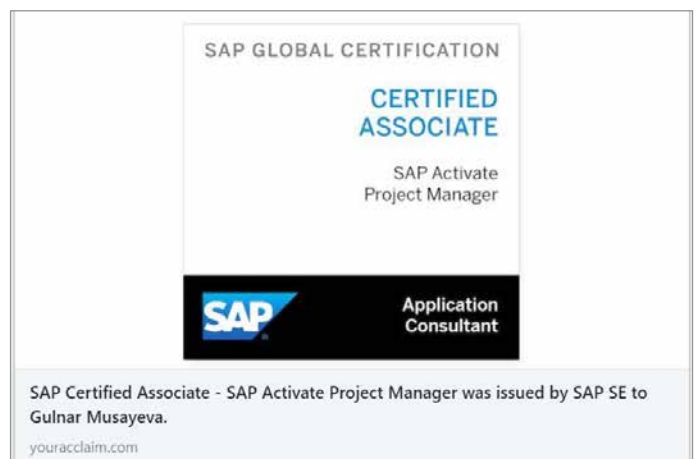 SAP GLOBAL CERTIFICATION
CERTIFIED
ASSOCIATE
SAP Activate
Project Manager
SAP
Application
Consultant
SAP Certified Associate - SAP Activate Project Manager was issued by SAP SE to
Gulnar Musayeva.
youracclaim.com